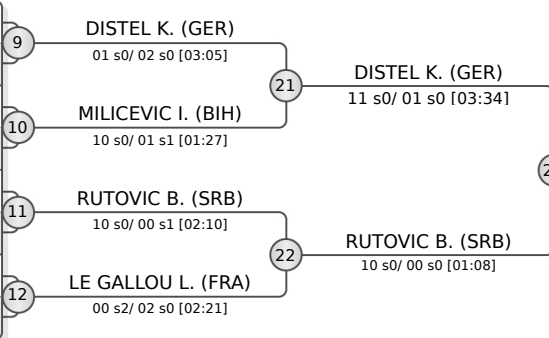 DISTEL K. (GER)
9
01 s0/ 02 s0 [03:05]
21
DISTEL K. (GER)
11 s0/ 01 s0 [03:34]
MILICEVIC I. (BIH)
10
10 s0/ 01 s1 [01:27]
RUTOVIC B. (SRB)
11
10 s0/ 00 s1 [02:10]
22
RUTOVIC B. (SRB)
10 s0/ 00 s0 [01:08]
LE GALLOU L. (FRA)
12
00 s2/ 02 s0 [02:21]